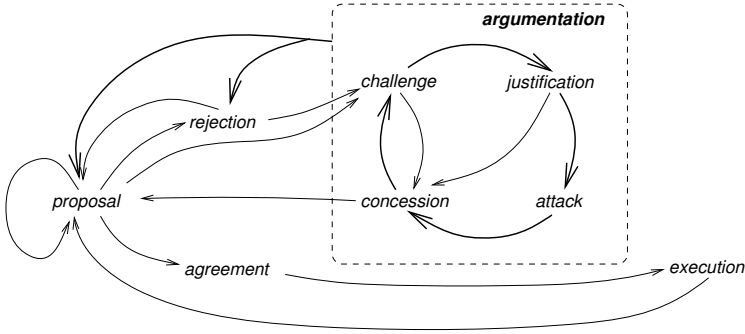 argumentation
challenge
justification
rejection
proposal
concession
attack
agreement
execution